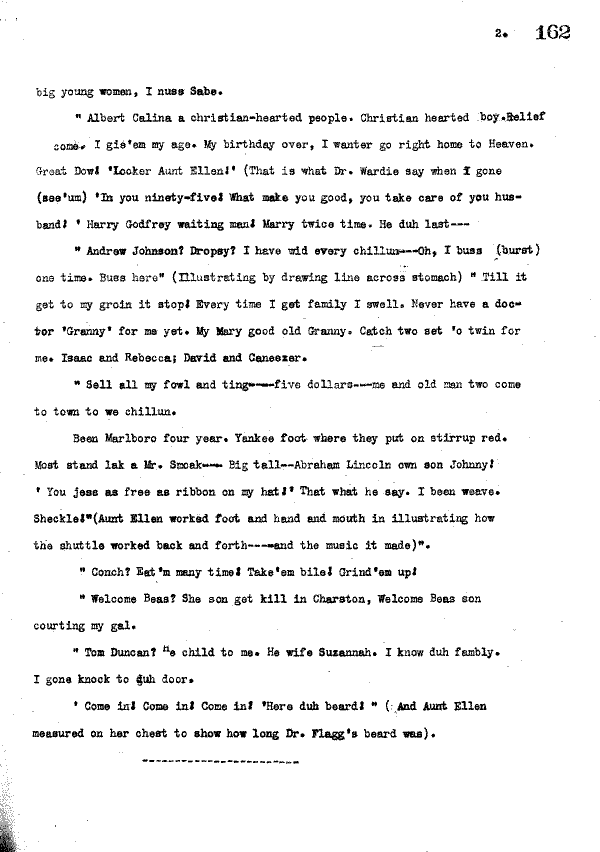 2. 162
big young women, I nuss Sabe.
" Albert Calina a christian-hearted people. Christian hearted boy. Relief
come. I gie'em my age. My birthday over, I wanter go right home to Heaven.
Great Dow! 'Looker Aunt Ellen!' (That is what Dr. Wardie say when I gone
(see'um) 'In you ninety-five! What make you good, you take care of you hus-
band! ' Harry Godfrey waiting man! Marry twice time. He duh last---
" Andrew Johnson? Dropsy? I have wid every chillun---Oh, I buss (burst)
one time. Buss here" (Illustrating by drawing line across stomach) " Till it
get to my groin it stop! Every time I get family I swell. Never have a doc-
tor 'Granny' for me yet. My Mary good old Granny. Catch two set 'o twin for
me. Isaac and Rebecca; David and Caneezer.
" Sell all my fowl and ting----five dollars---me and old man two come
to town to we chillun.
Been Marlboro four year. Yankee foot where they put on stirrup red.
Most stand lak a Mr. Smoak--- Big tall--Abraham Lincoln own son Johnny!
' You jess as free as ribbon on my hat!' That what he say. I been weave.
Sheckle!"(Aunt Ellen worked foot and hand and mouth in illustrating how
the shuttle worked back and forth----and the music it made)".
" Conch? Eat'm many time! Take'em bile! Grind'em up!
" Welcome Beas? She son get kill in Charston, Welcome Beas son
courting my gal.
" Tom Duncan? He child to me. He wife Suzannah. I know duh fambly.
I gone knock to duh door.
' Come in! Come in! Come in! 'Here duh beard! " ( And Aunt Ellen
measured on her chest to show how long Dr. Flagg's beard was).
------------------------